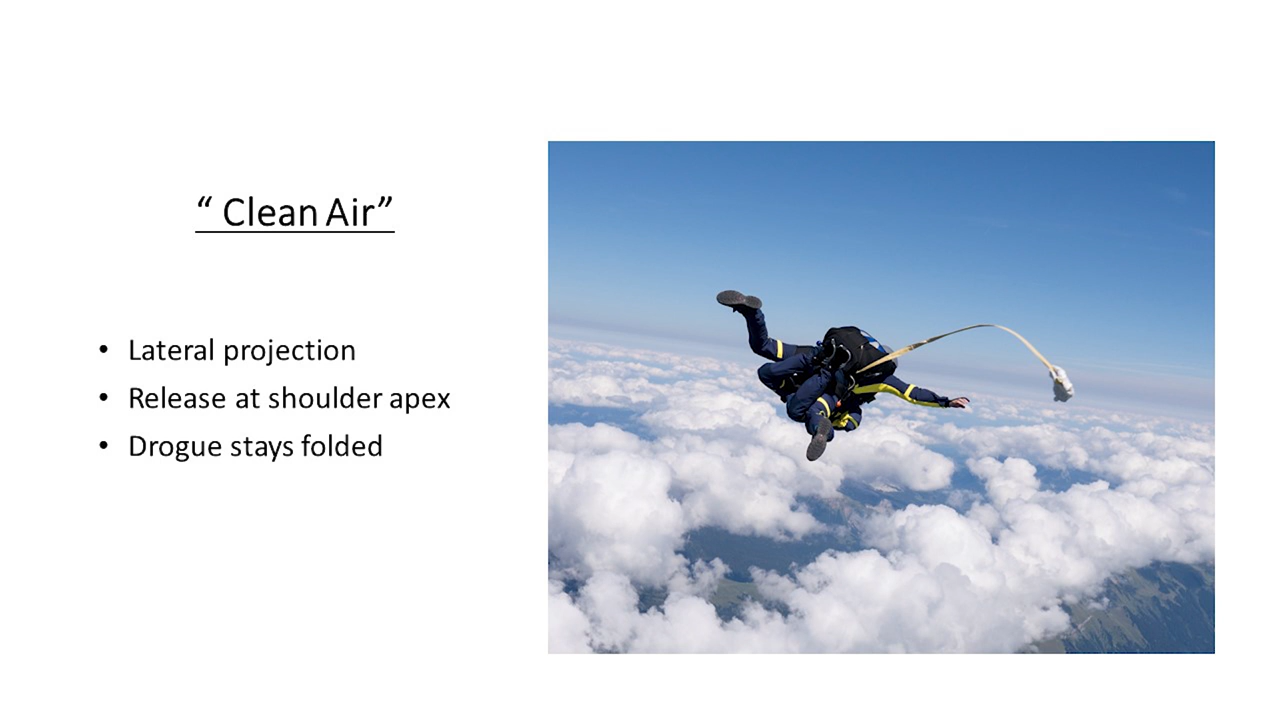 “ Clean Air”
• Lateral projection
• Release at shoulder apex
• Drogue stays folded